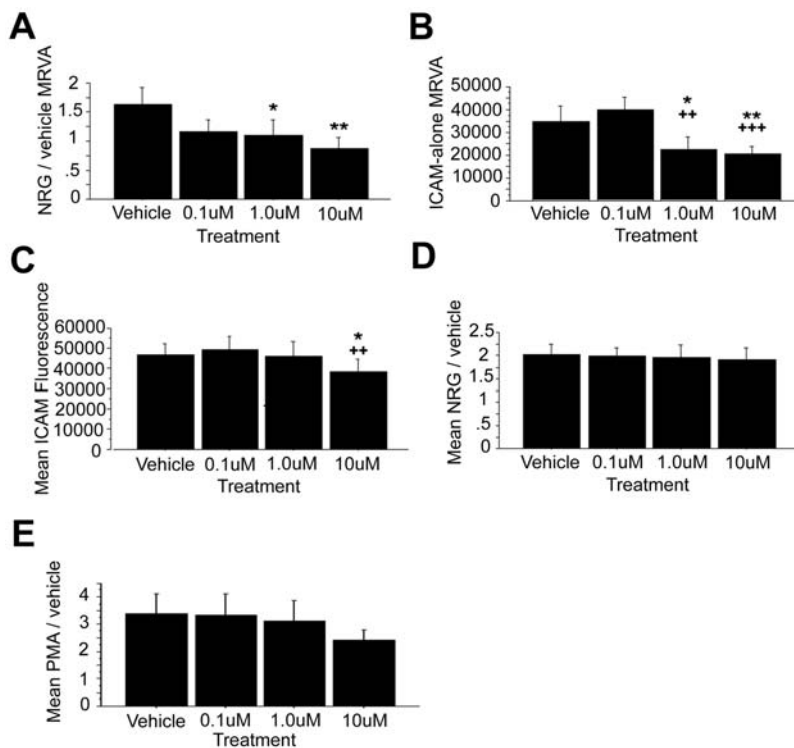 A
NRG / vehicle MRVA
2
1.5
1
.5
0
*
**
Vehicle 0.1uM 1.0uM 10uM
Treatment
B
ICAM-alone MRVA
50000
40000
30000
20000
10000
0
*
++
**
+++
Vehicle 0.1uM 1.0uM 10uM
Treatment
C
Mean ICAM Fluorescence
60000
50000
40000
30000
20000
10000
0
*
++
Vehicle 0.1uM 1.0uM 10uM
Treatment
D
Mean NRG / vehicle
2.5
2
1.5
1
.5
0
Vehicle 0.1uM 1.0uM 10uM
Treatment
E
Mean PMA / vehicle
4
3
2
1
0
Vehicle 0.1uM 1.0uM 10uM
Treatment